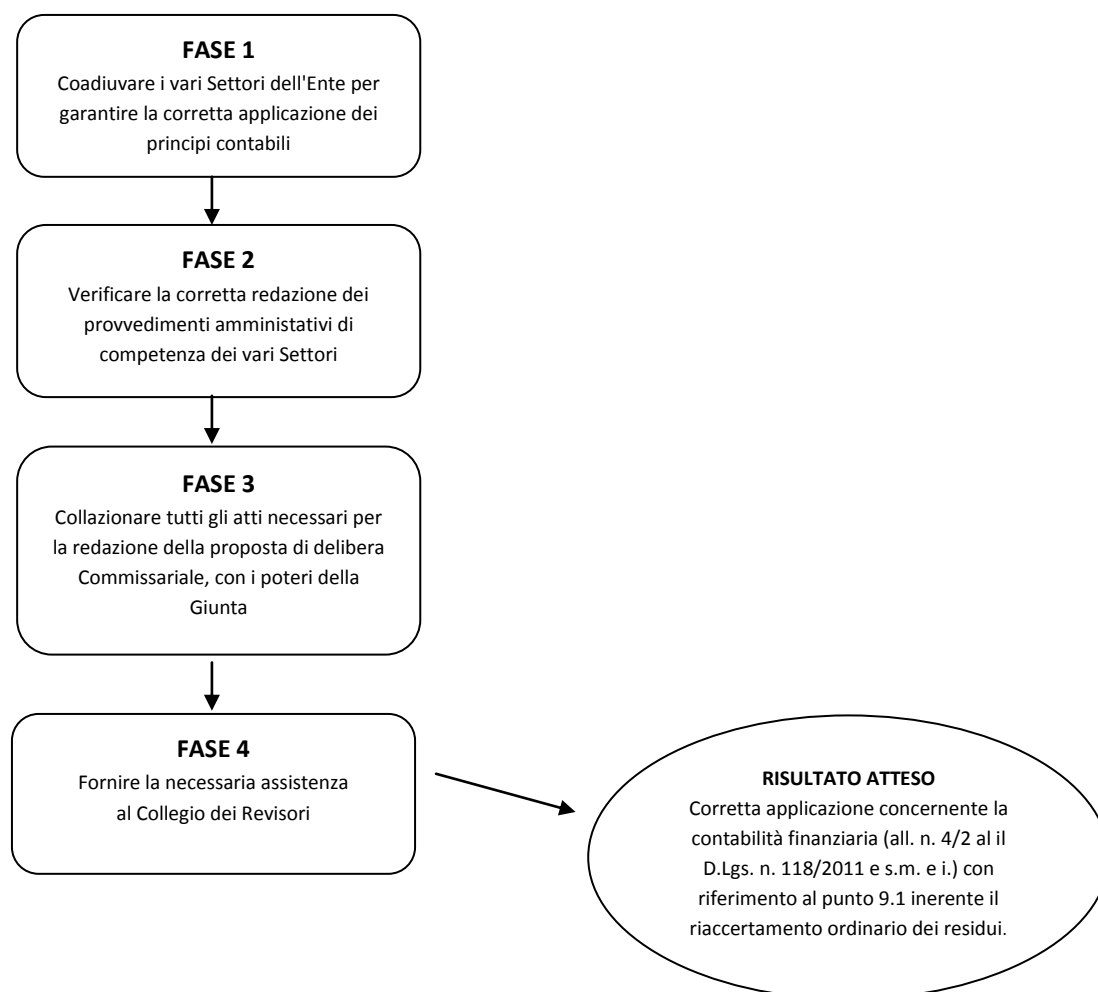 FASE 1
Coadiuvare i vari Settori dell'Ente per
garantire la corretta applicazione dei
principi contabili
FASE 2
Verificare la corretta redazione dei
provvedimenti amministativi di
competenza dei vari Settori
FASE 3
Collazionare tutti gli atti necessari per
la redazione della proposta di delibera
Commissariale, con i poteri della
Giunta
FASE 4
Fornire la necessaria assistenza
al Collegio dei Revisori
RISULTATO ATTESO
Corretta applicazione concernente la
contabilità finanziaria (all. n. 4/2 al il
D.Lgs. n. 118/2011 e s.m. e i.) con
riferimento al punto 9.1 inerente il
riaccertamento ordinario dei residui.